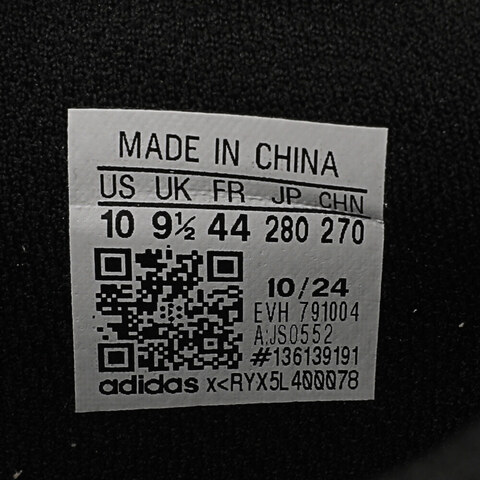 MADE IN CHINA
US UK FR JP CHN
10 9½ 44 280 270
10/24
EVH 791004
A:JS0552
#136139191
adidas X<RYX5L400078